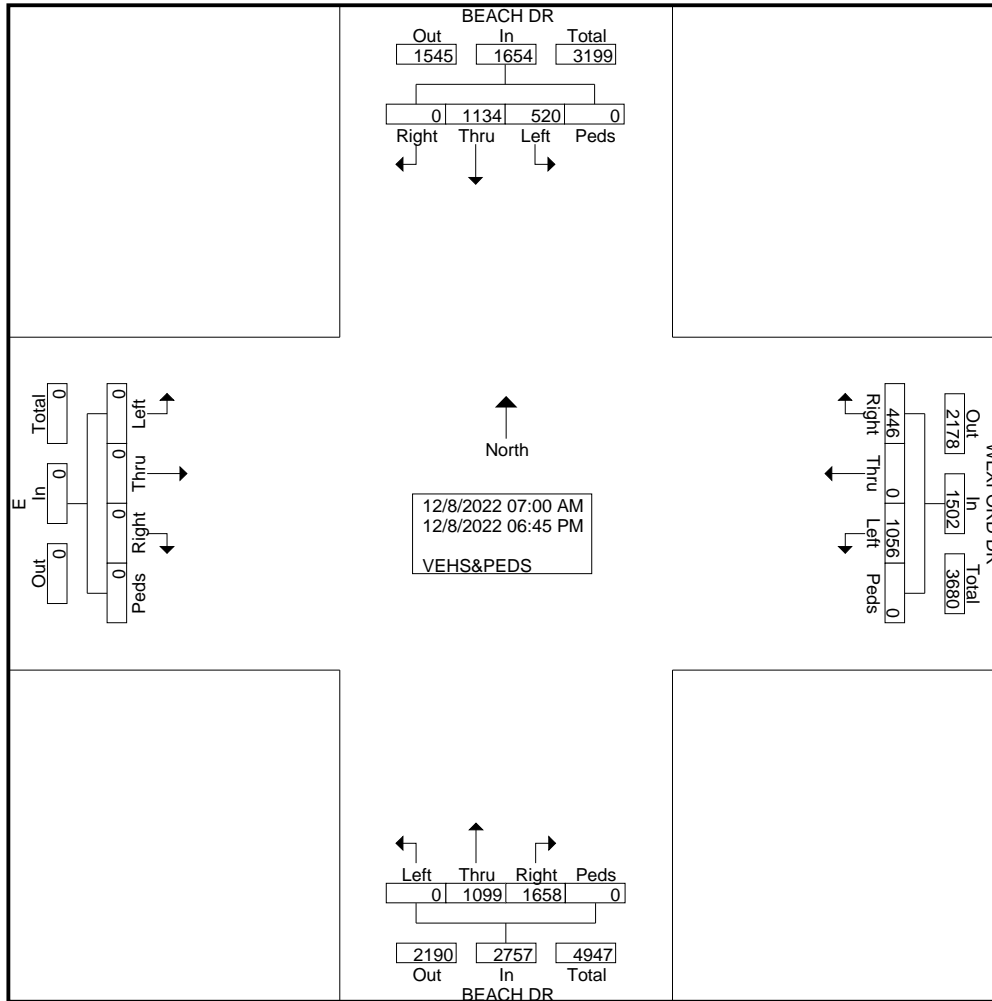 BEACH DR
Out In Total
1545 1654 3199
0 1134 520 0
Right Thru Left Peds
Total In Out
0 0 0
E
0 0 0 0
Left Thru Right Peds
North
12/8/2022 07:00 AM
12/8/2022 06:45 PM
VEHS&PEDS
Out In Total
2178 1502 3680
Right Thru Left Peds
446 0 1056 0
Left Thru Right Peds
0 1099 1658 0
2190 2757 4947
Out In Total
BEACH DR